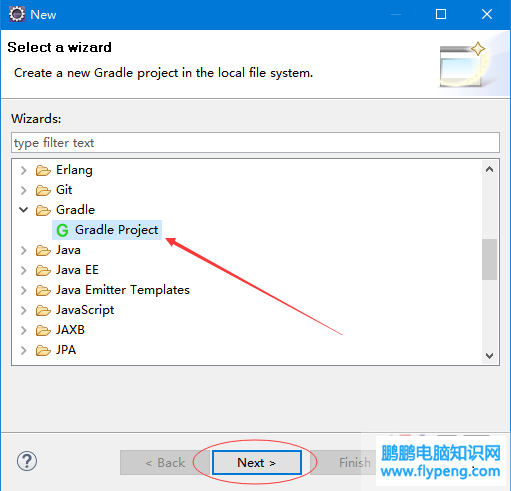 New
Select a wizard
Create a new Gradle project in the local file system.
Wizards:
type filter text
Erlang
Git
Gradle
G Gradle Project
Java
Java EE
Java Emitter Templates
JavaScript
JAXB
JPA
? < Back Next > Finish
鹏鹏电脑知识网
www.flypeng.com